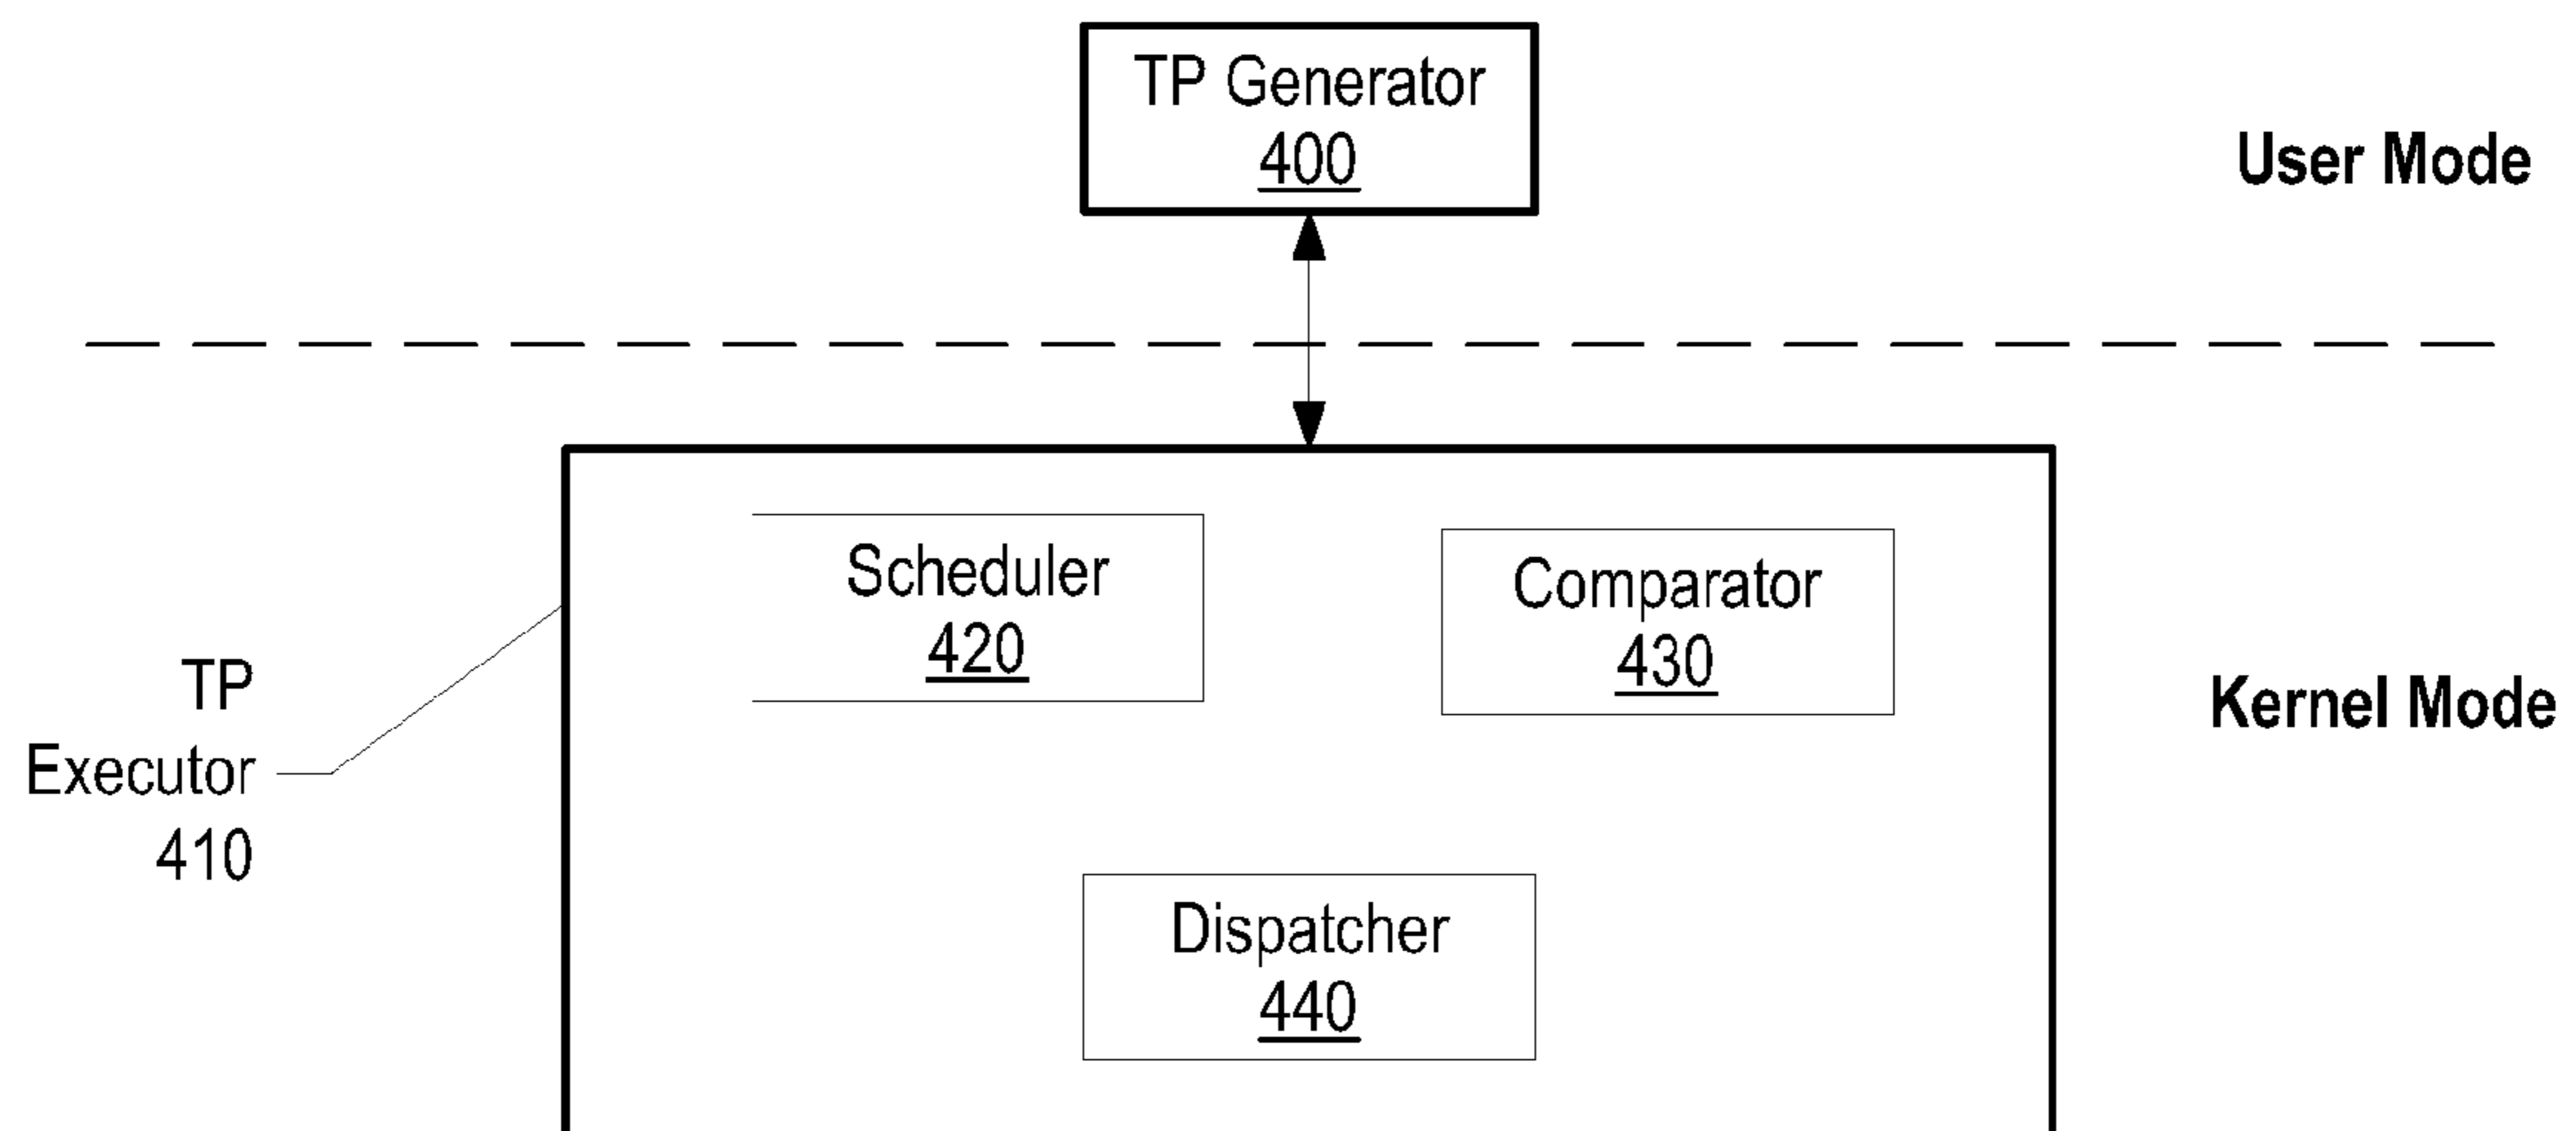 TP Generator
400
User Mode
Scheduler
420
Comparator
430
TP
Executor
410
Kernel Mode
Dispatcher
440